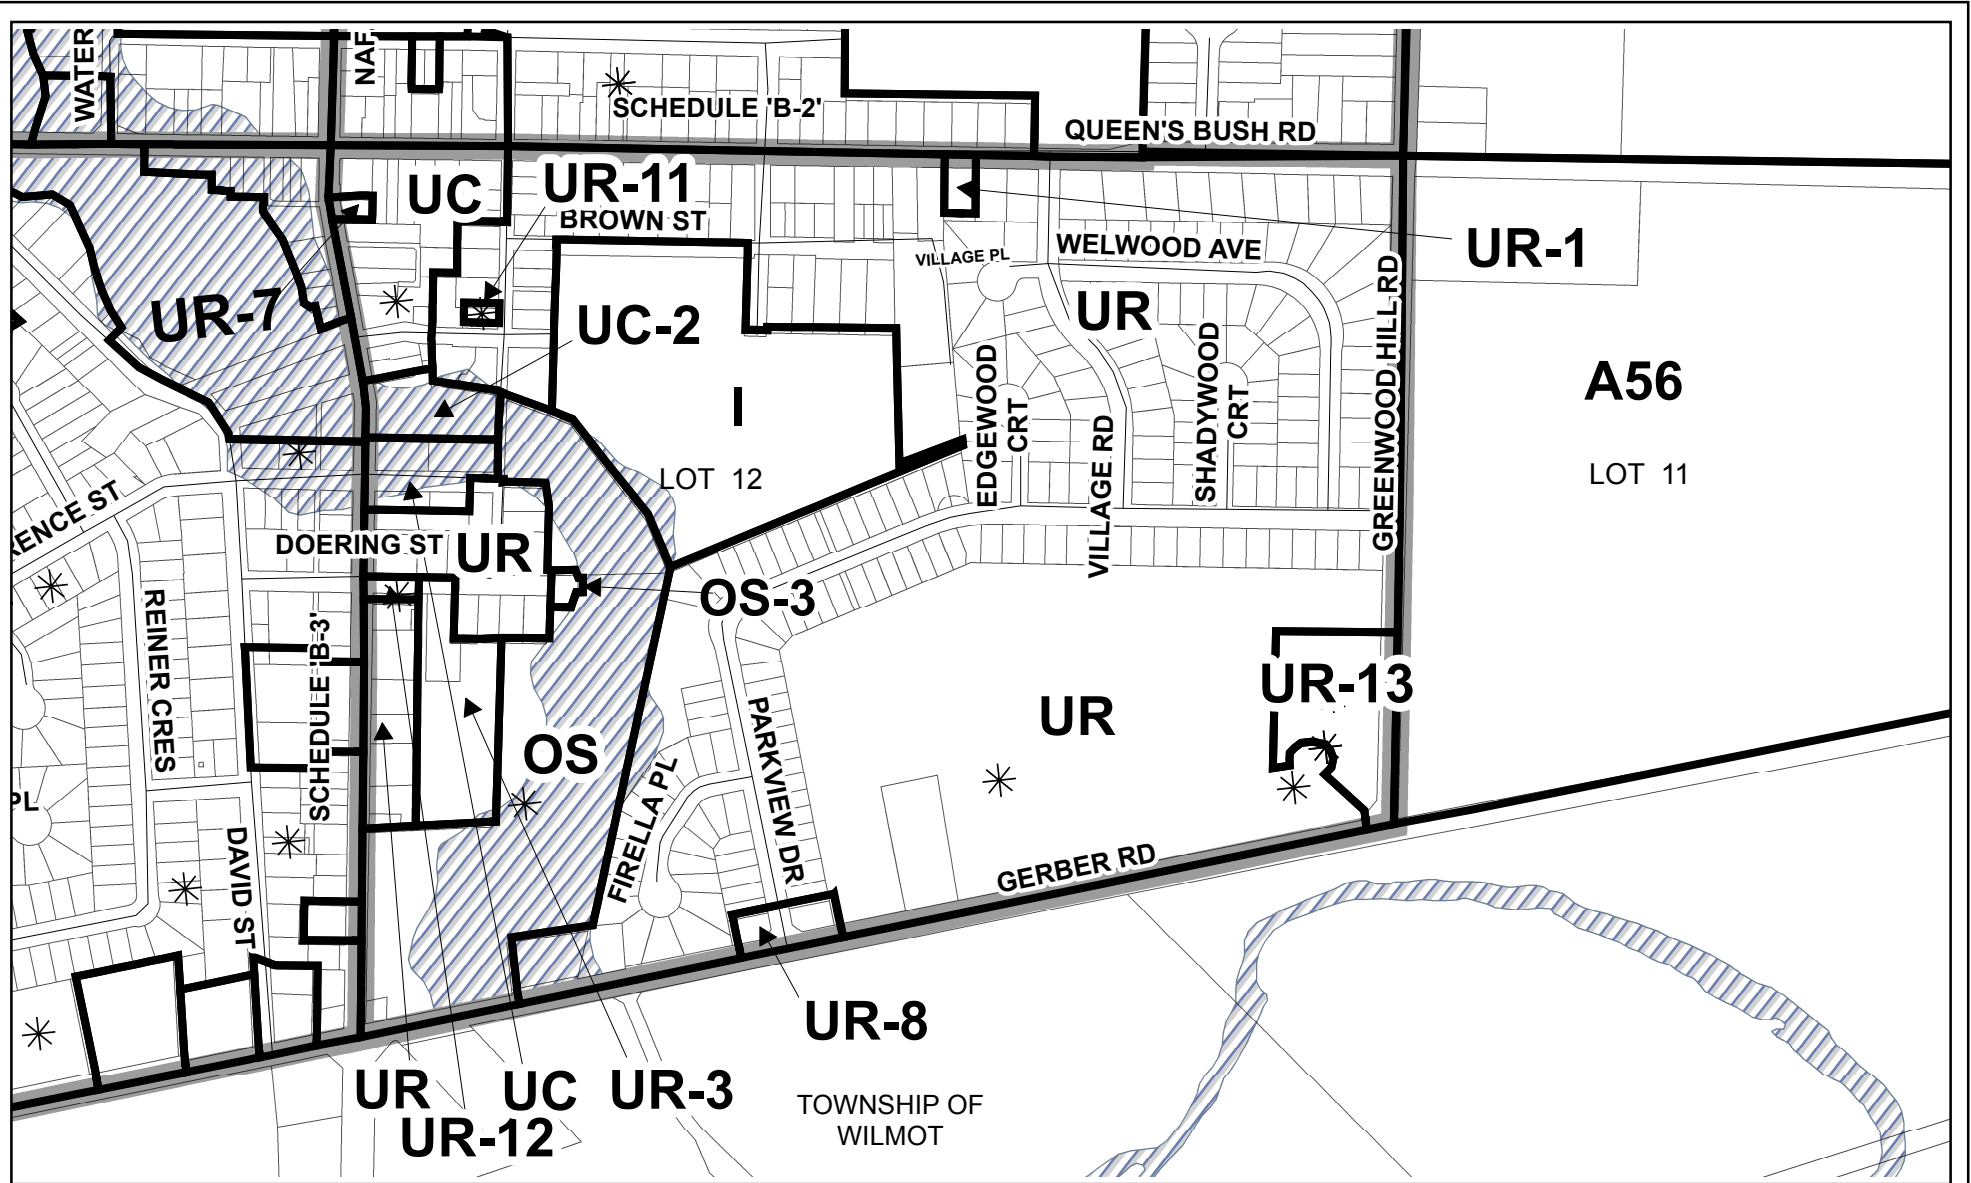 WATER
NAF
SCHEDULE 'B-2'
QUEEN'S BUSH RD
UC
UR-11
BROWN ST
UR-1
WELWOOD AVE
VILLAGE PL
UR-7
UC-2
UR
I
A56
EDGEWOOD
CRT
SHADYWOOD
CRT
VILLAGE RD
GREENWOOD HILL RD
LOT 12
LOT 11
RENCE ST
DOERING ST
UR
OS-3
REINER CRES
SCHEDULE 'B-3'
UR-13
UR
PARKVIEW DR
OS
FIRELLA PL
PL
DAVID ST
GERBER RD
UR-8
UR
UC
UR-3
UR-12
TOWNSHIP OF
WILMOT